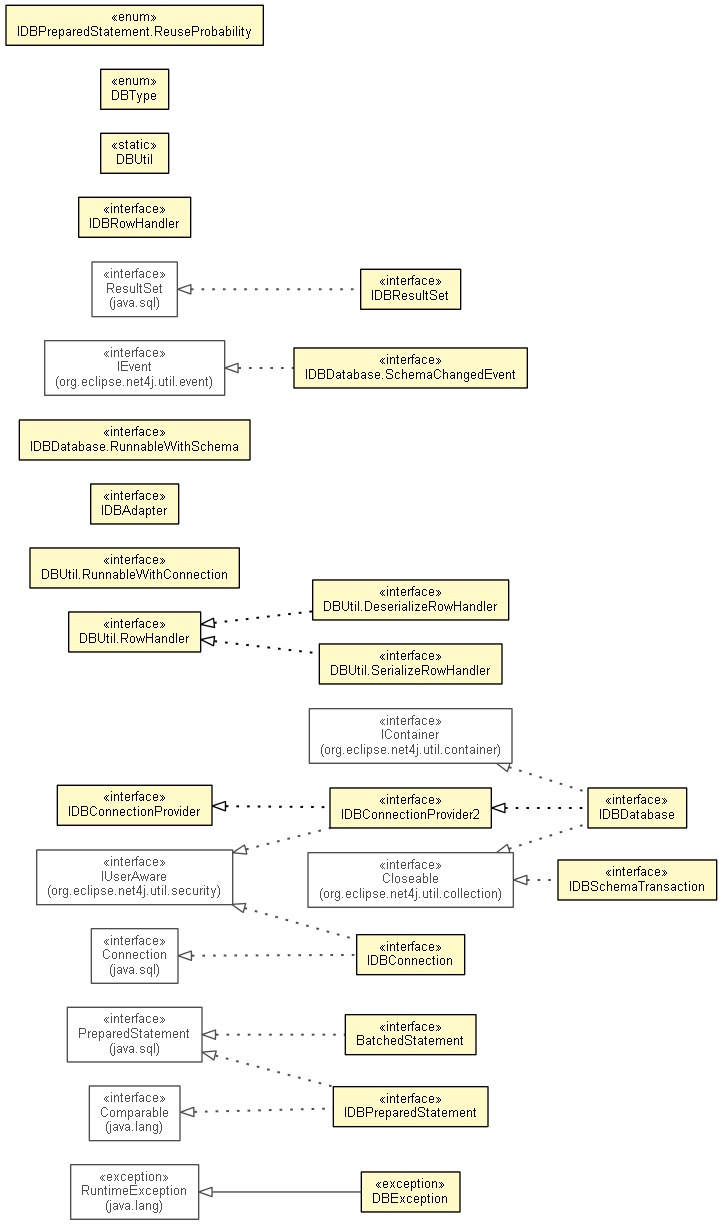 «enum»
IDBPreparedStatement.ReuseProbability
«enum»
DBType
«static»
DBUtil
«interface»
IDBRowHandler
«interface»
ResultSet
(java.sql)
«interface»
IDBResultSet
«interface»
IEvent
(org.eclipse.net4j.util.event)
«interface»
IDBDatabase.SchemaChangedEvent
«interface»
IDBDatabase.RunnableWithSchema
«interface»
IDBAdapter
«interface»
DBUtil.RunnableWithConnection
«interface»
DBUtil.RowHandler
«interface»
DBUtil.DeserializeRowHandler
«interface»
DBUtil.SerializeRowHandler
«interface»
IContainer
(org.eclipse.net4j.util.container)
«interface»
IDBConnectionProvider
«interface»
IDBConnectionProvider2
«interface»
IDBDatabase
«interface»
IUserAware
(org.eclipse.net4j.util.security)
«interface»
Closeable
(org.eclipse.net4j.util.collection)
«interface»
IDBSchemaTransaction
«interface»
Connection
(java.sql)
«interface»
IDBConnection
«interface»
PreparedStatement
(java.sql)
«interface»
BatchedStatement
«interface»
Comparable
(java.lang)
«interface»
IDBPreparedStatement
«exception»
RuntimeException
(java.lang)
«exception»
DBException